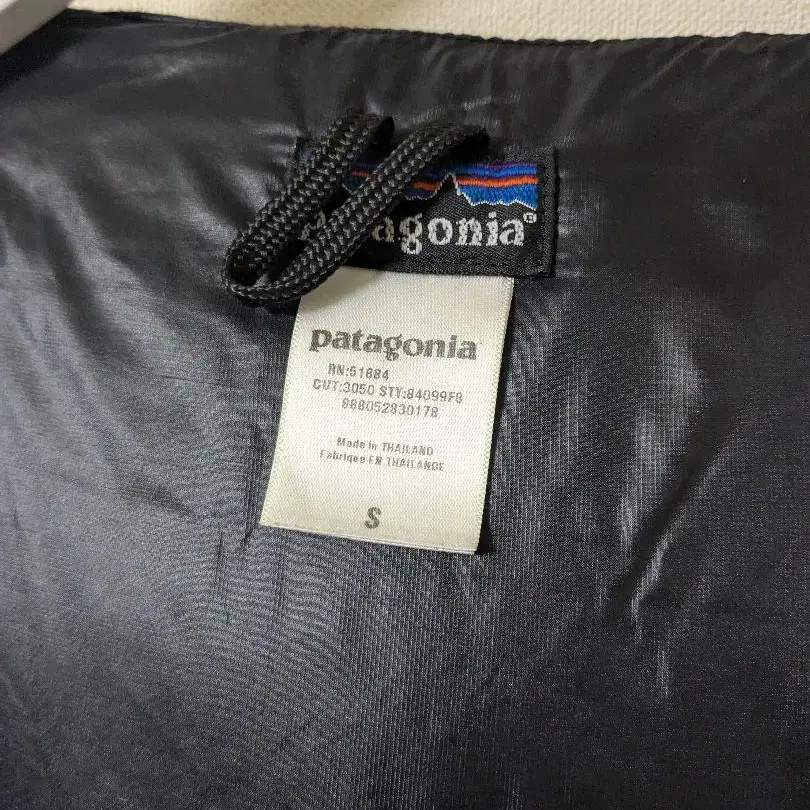 Patagonia®
patagonia
RN:51884
CUT:3050 STY:84099F8
888052830178
Made in THAILAND
Fabriqué EN THAILANDE
S